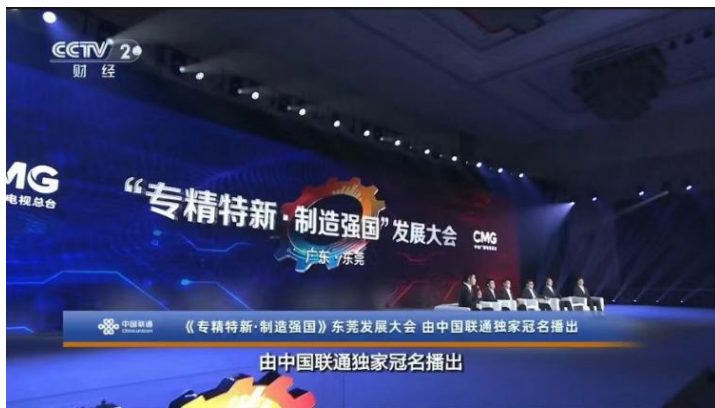 CCTV 2
财经
MG
电视总台
“专精特新·制造强国”发展大会
CMG
广东·东莞
中国联通
China unicom
《专精特新·制造强国》东莞发展大会 由中国联通独家冠名播出
由中国联通独家冠名播出